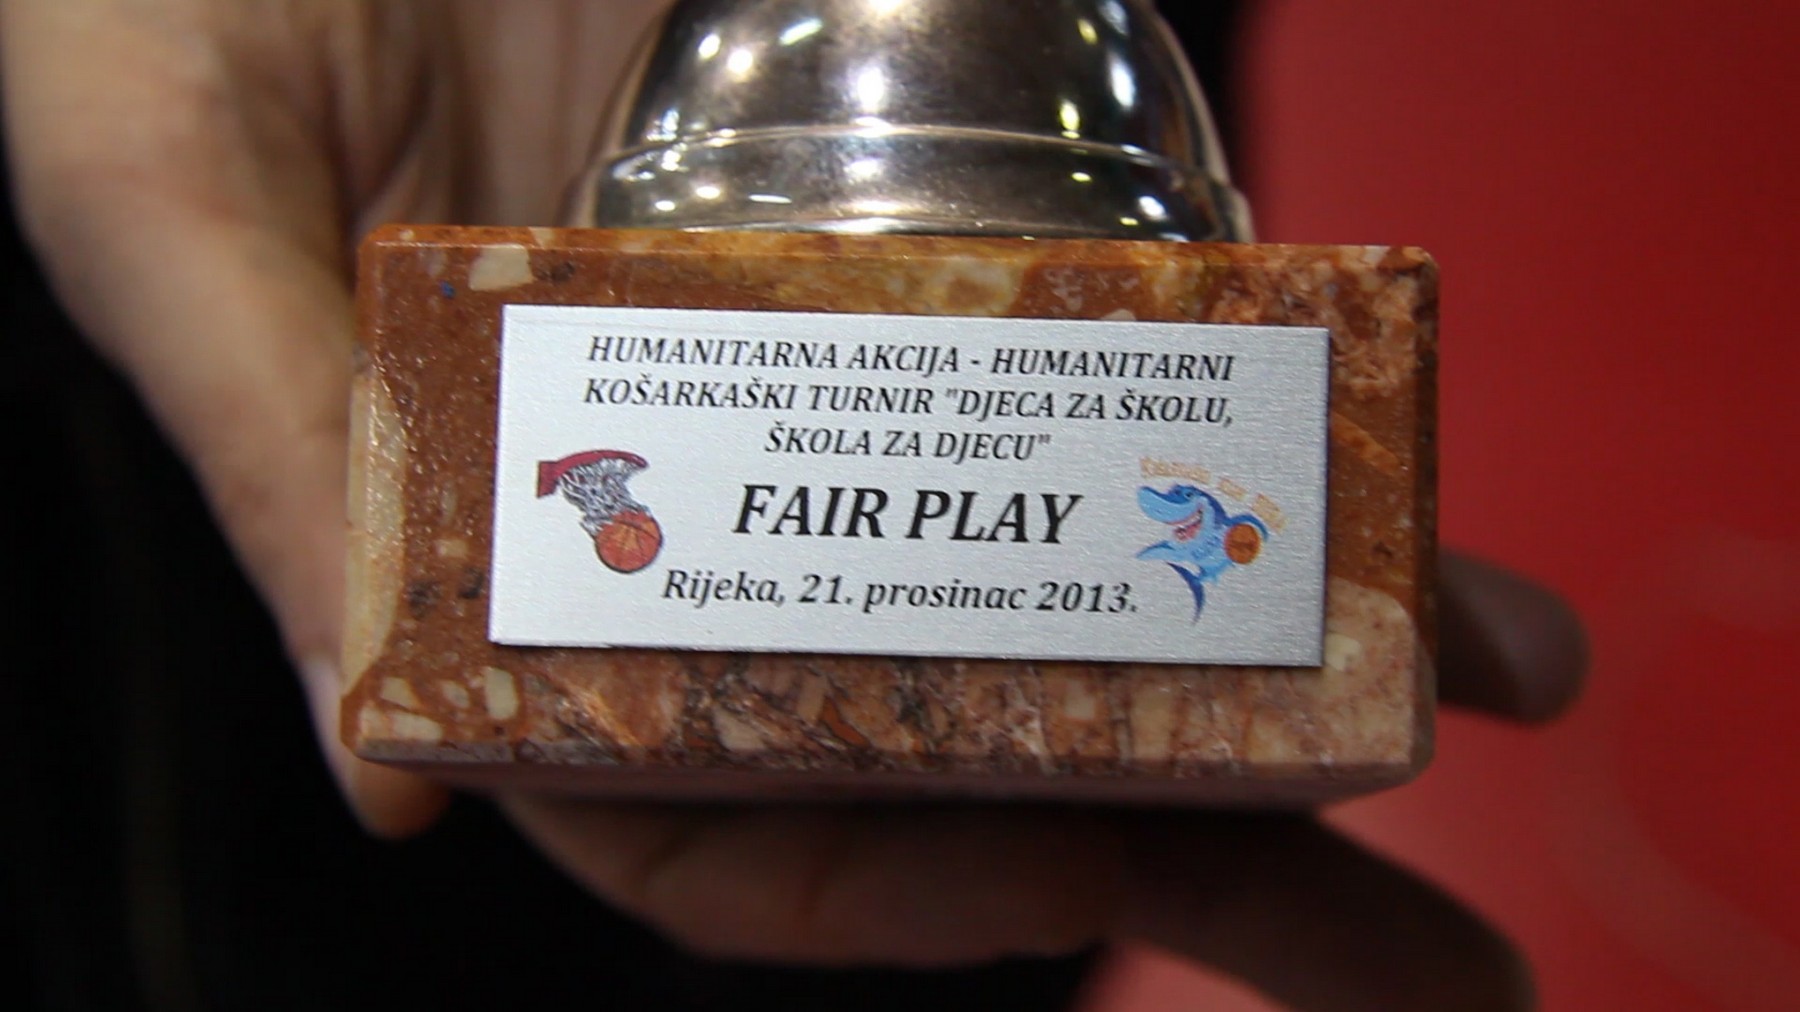 HUMANITARNA AKCIJA - HUMANITARNI
KOŠARKAŠKI TURNIR "DJECA ZA ŠKOLU,
ŠKOLA ZA DJECU"
FAIR PLAY
Rijeka, 21. prosinac 2013.